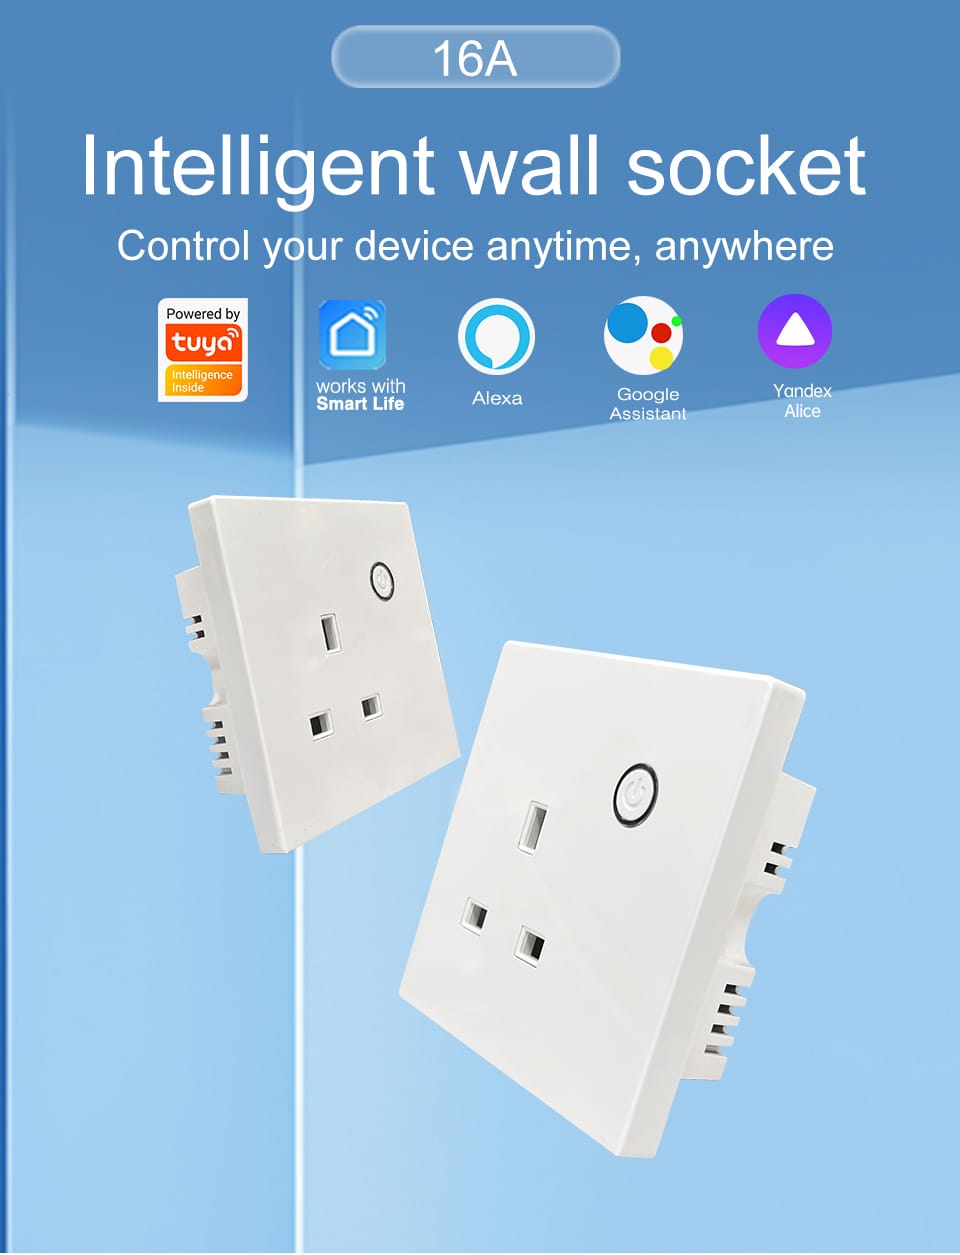 16A
Intelligent wall socket
Control your device anytime, anywhere
Powered by
tuya
Intelligence
Inside
works with
Smart Life
Alexa
Google
Assistant
Yandex
Alice